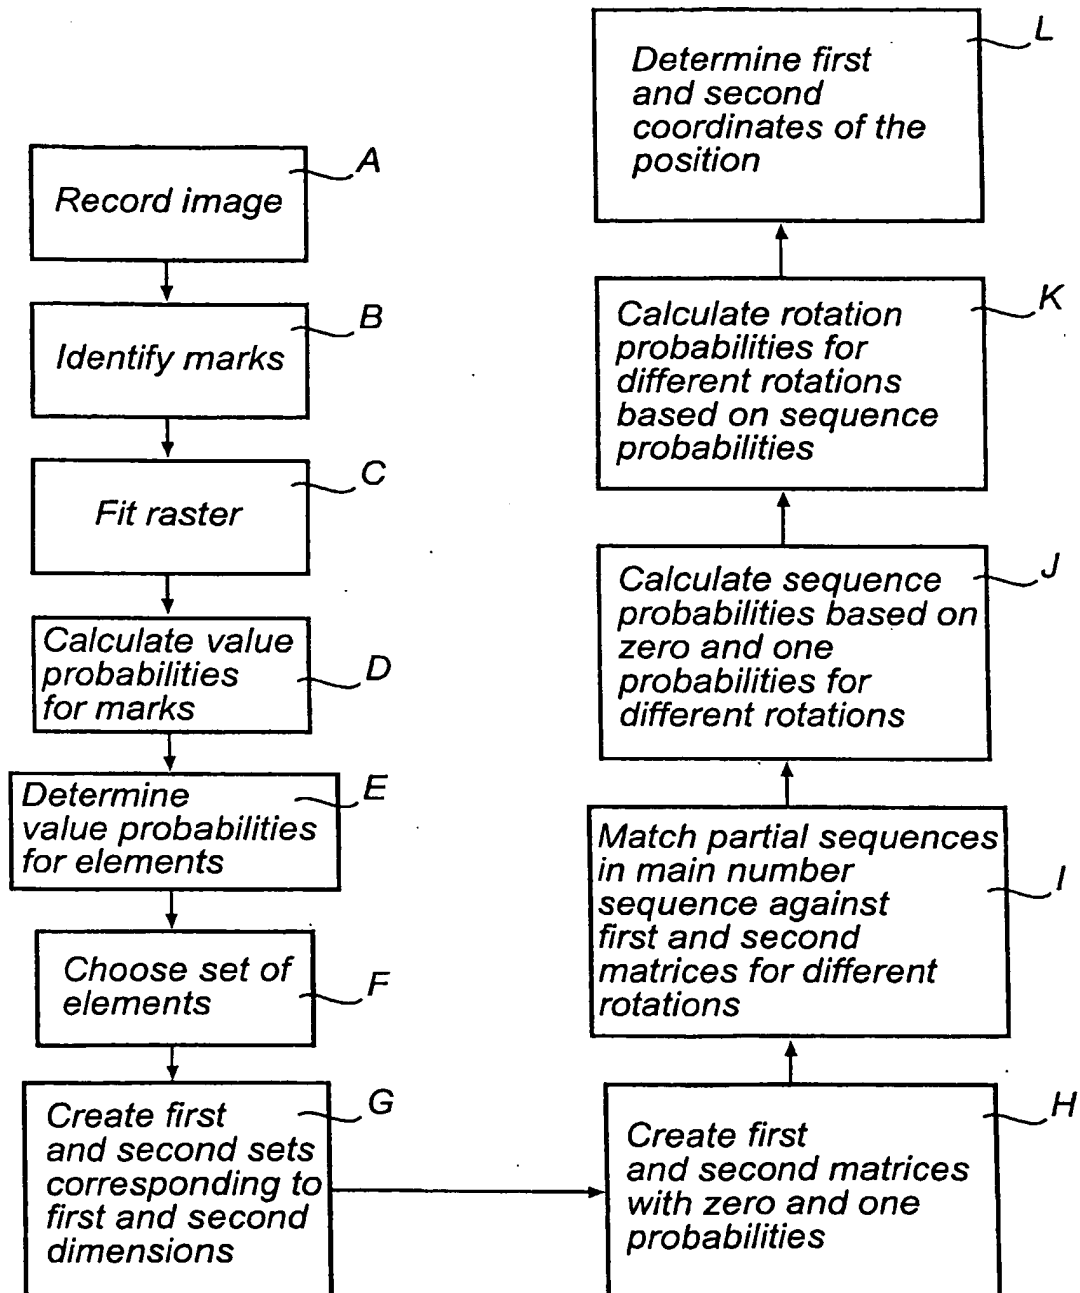 A
Record image
B
Identify marks
C
Fit raster
D
Calculate value
probabilities
for marks
E
Determine
value probabilities
for elements
F
Choose set of
elements
G
Create first
and second sets
corresponding to
first and second
dimensions
H
Create first
and second matrices
with zero and one
probabilities
I
Match partial sequences
in main number
sequence against
first and second
matrices for different
rotations
J
Calculate sequence
probabilities based on
zero and one
probabilities for
different rotations
K
Calculate rotation
probabilities for
different rotations
based on sequence
probabilities
L
Determine first
and second
coordinates of the
position